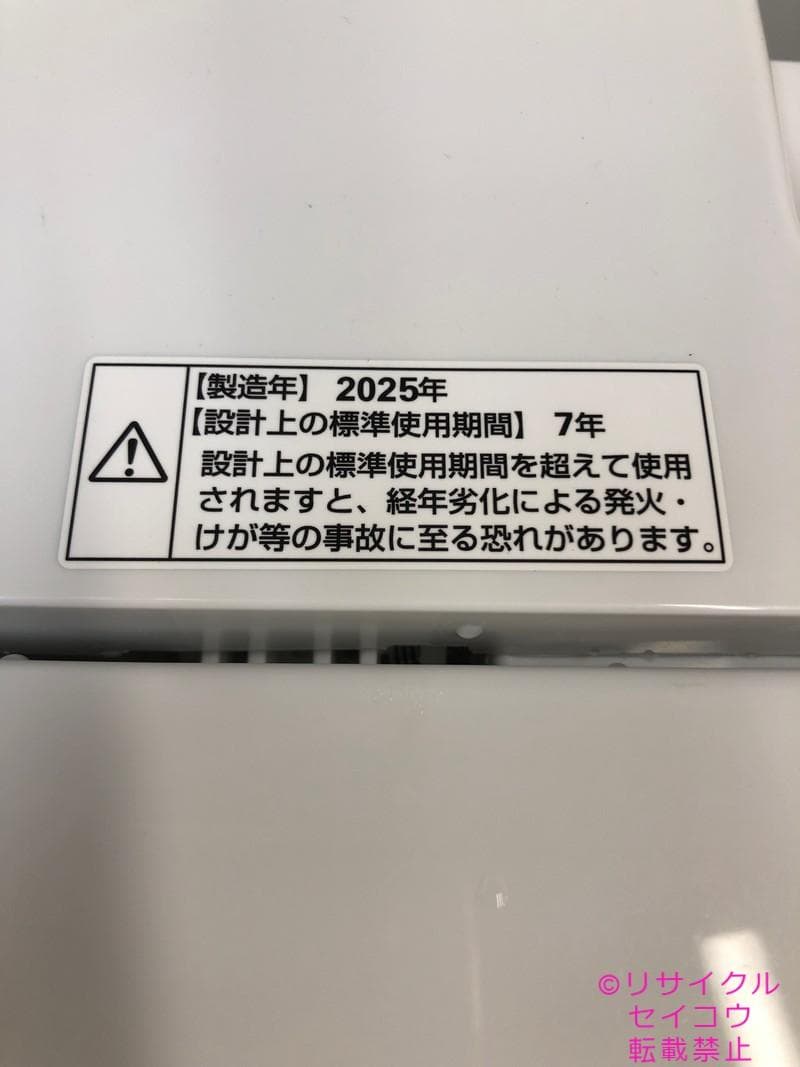 【製造年】 2025年
【設計上の標準使用期間】 7年
設計上の標準使用期間を超えて使用
されますと、経年劣化による発火・
けが等の事故に至る恐れがあります。
©リサイクル
セイコウ
転載禁止